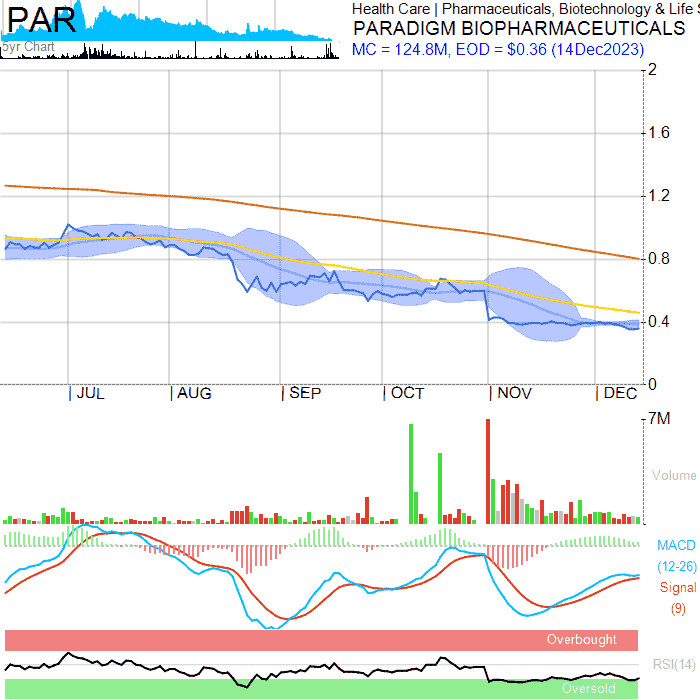 PAR
5yr Chart
Health Care | Pharmaceuticals, Biotechnology & Life S
PARADIGM BIOPHARMACEUTICALS
MC = 124.8M, EOD = $0.36 (14Dec2023)
2
1.6
1.2
0.8
0.4
0
| JUL | AUG | SEP | OCT | NOV | DEC
7M
Volume
MACD
(12-26)
Signal
(9)
Overbought
RSI(14)
Oversold